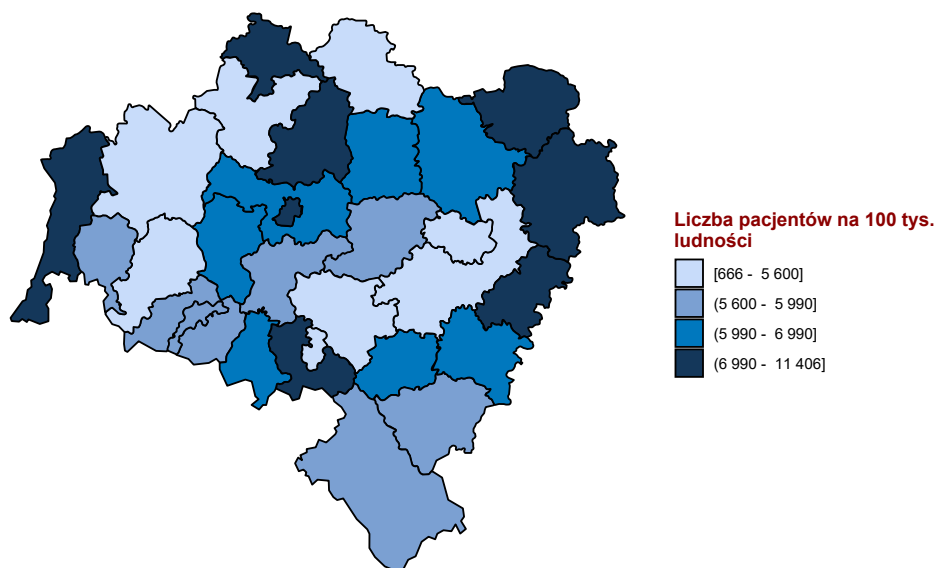 Liczba pacjentów na 100 tys.
ludności
[666 - 5 600]
(5 600 - 5 990]
(5 990 - 6 990]
(6 990 - 11 406]